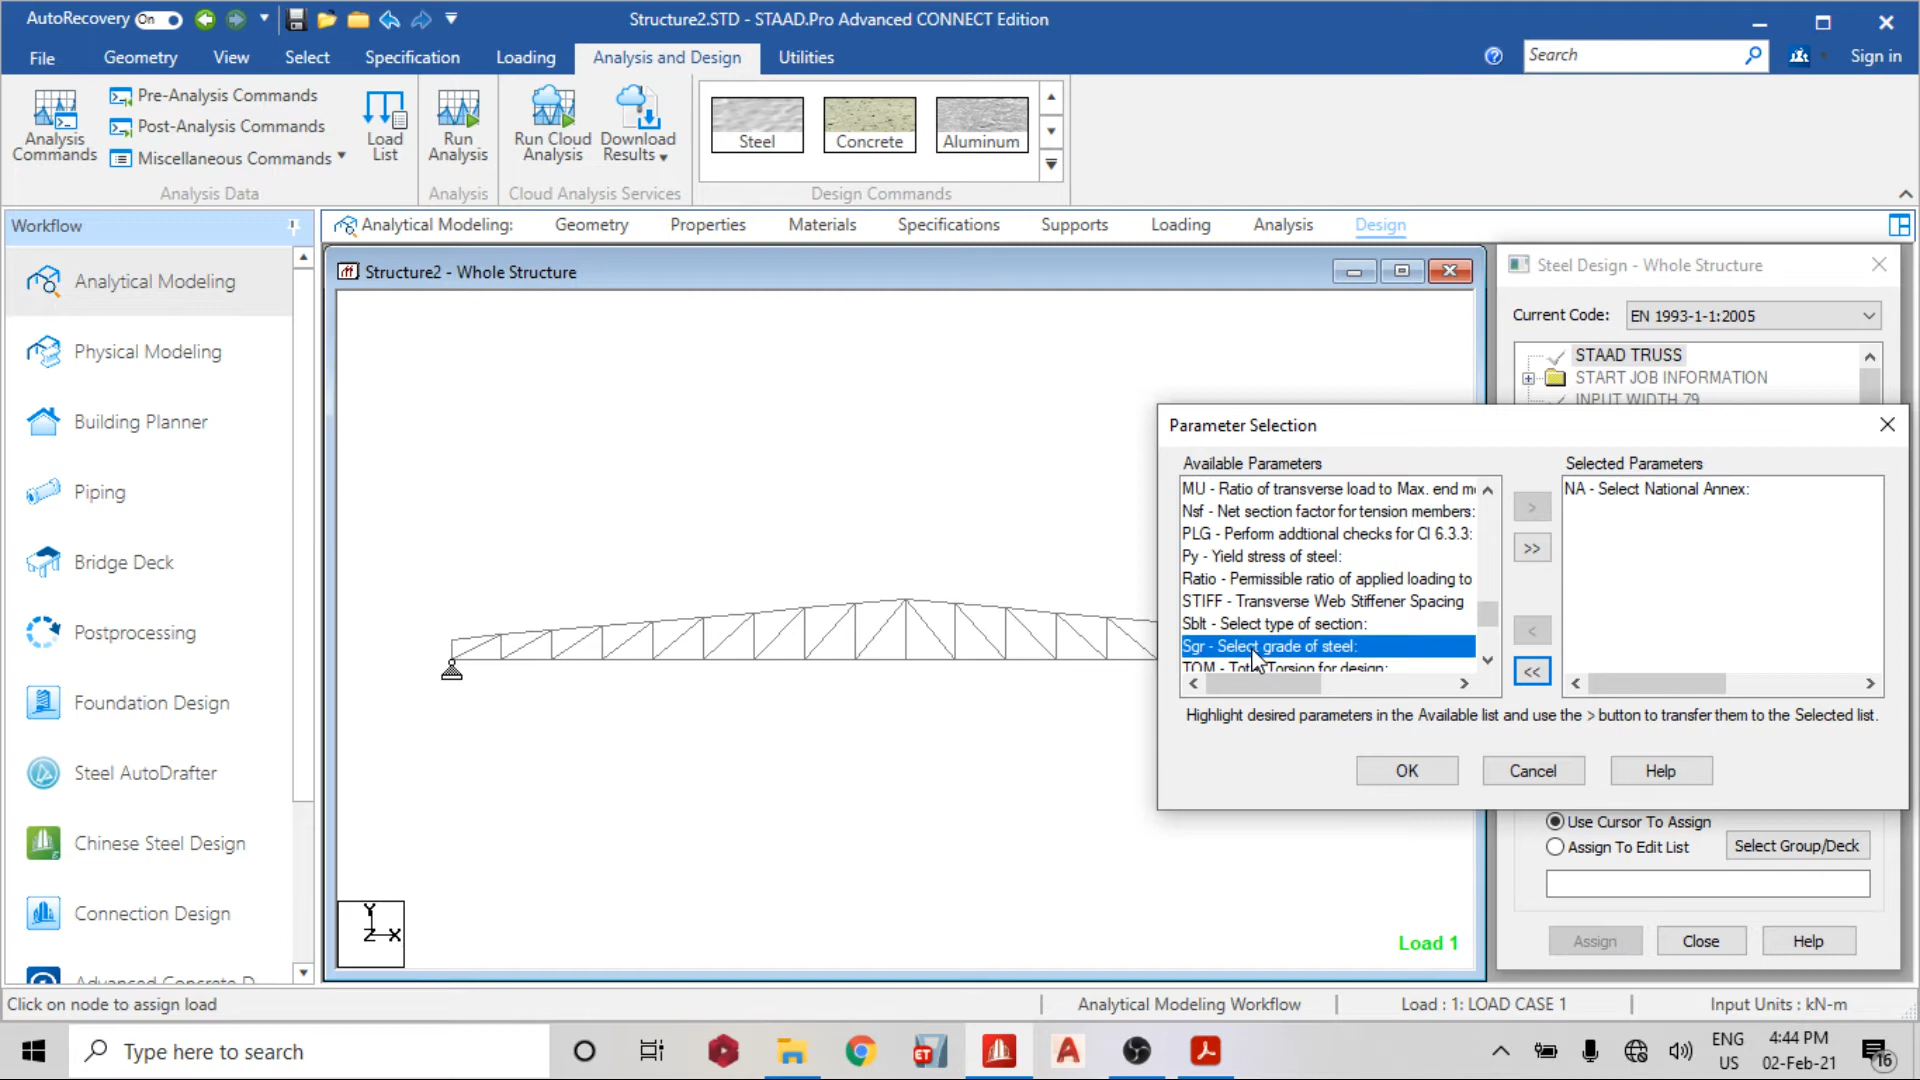 AutoRecovery On
Structure2.STD - STAAD.Pro Advanced CONNECT Edition
File
Geometry
View
Select
Specification
Loading
Analysis and Design
Utilities
Search
Sign in
Analysis Commands
Pre-Analysis Commands
Post-Analysis Commands
Miscellaneous Commands
Load List
Analysis Data
Run Analysis
Analysis
Run Cloud Analysis
Download Results
Cloud Analysis Services
Steel
Concrete
Aluminum
Design Commands
Workflow
Analytical Modeling
Physical Modeling
Building Planner
Piping
Bridge Deck
Postprocessing
Foundation Design
Steel AutoDrafter
Chinese Steel Design
Connection Design
Advanced Concrete D
Analytical Modeling:
Geometry
Properties
Materials
Specifications
Supports
Loading
Analysis
Design
Structure2 - Whole Structure
Y
Z X
Load 1
Steel Design - Whole Structure
Current Code: EN 1993-1-1:2005
STAAD TRUSS
START JOB INFORMATION
INPUT WIDTH 79
Parameter Selection
Available Parameters
MU - Ratio of transverse load to Max. end m
Nsf - Net section factor for tension members:
PLG - Perform addtional checks for Cl 6.3.3:
Py - Yield stress of steel:
Ratio - Permissible ratio of applied loading to
STIFF - Transverse Web Stiffener Spacing
Sblt - Select type of section:
Sgr - Select grade of steel:
TOM - Total Torsion for design:
>
>>
<
<<
Selected Parameters
NA - Select National Annex:
Highlight desired parameters in the Available list and use the > button to transfer them to the Selected list.
OK
Cancel
Help
Use Cursor To Assign
Assign To Edit List
Select Group/Deck
Assign
Close
Help
Click on node to assign load
Analytical Modeling Workflow
Load : 1: LOAD CASE 1
Input Units : kN-m
Type here to search
ET
ENG
US
4:44 PM
02-Feb-21
16